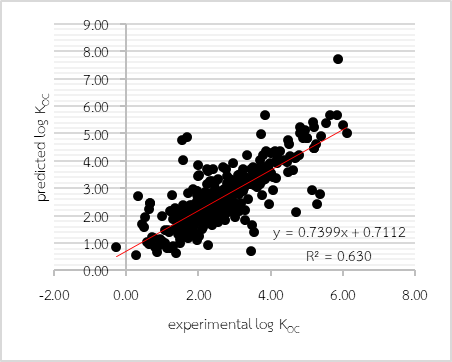 9.00
8.00
7.00
6.00
5.00
4.00
3.00
2.00
1.00
0.00
predicted log K_OC
y = 0.7399x + 0.7112
R² = 0.630
-2.00 0.00 2.00 4.00 6.00 8.00
experimental log K_OC